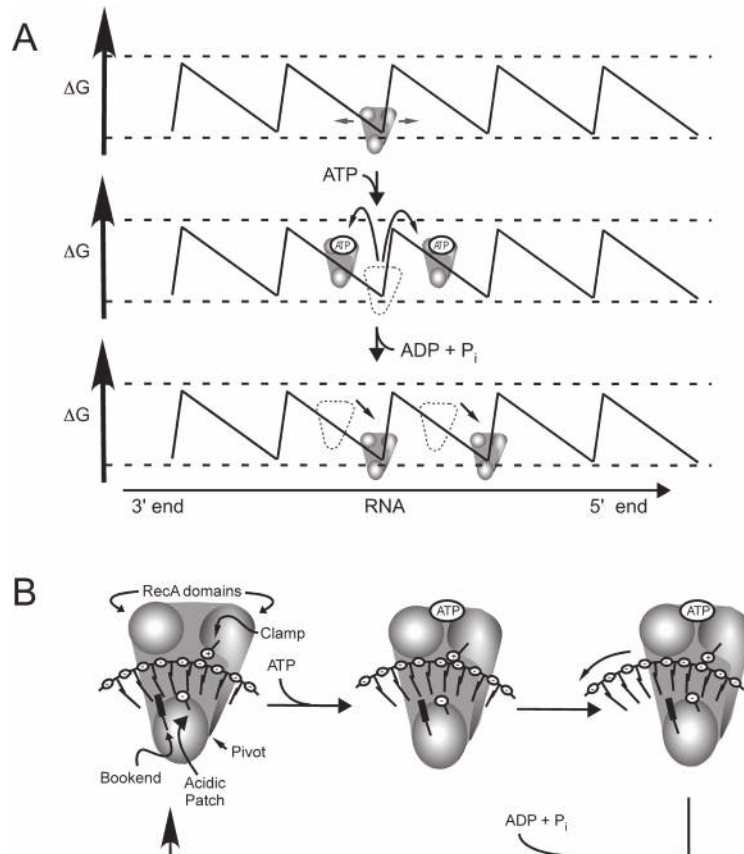 A
ΔG
ATP
ΔG
ATP ATP
ADP + Pi
ΔG
3' end RNA 5' end
B
RecA domains
Clamp
ATP
ATP
ATP
+
-
Pivot
Bookend
Acidic
Patch
ADP + Pi